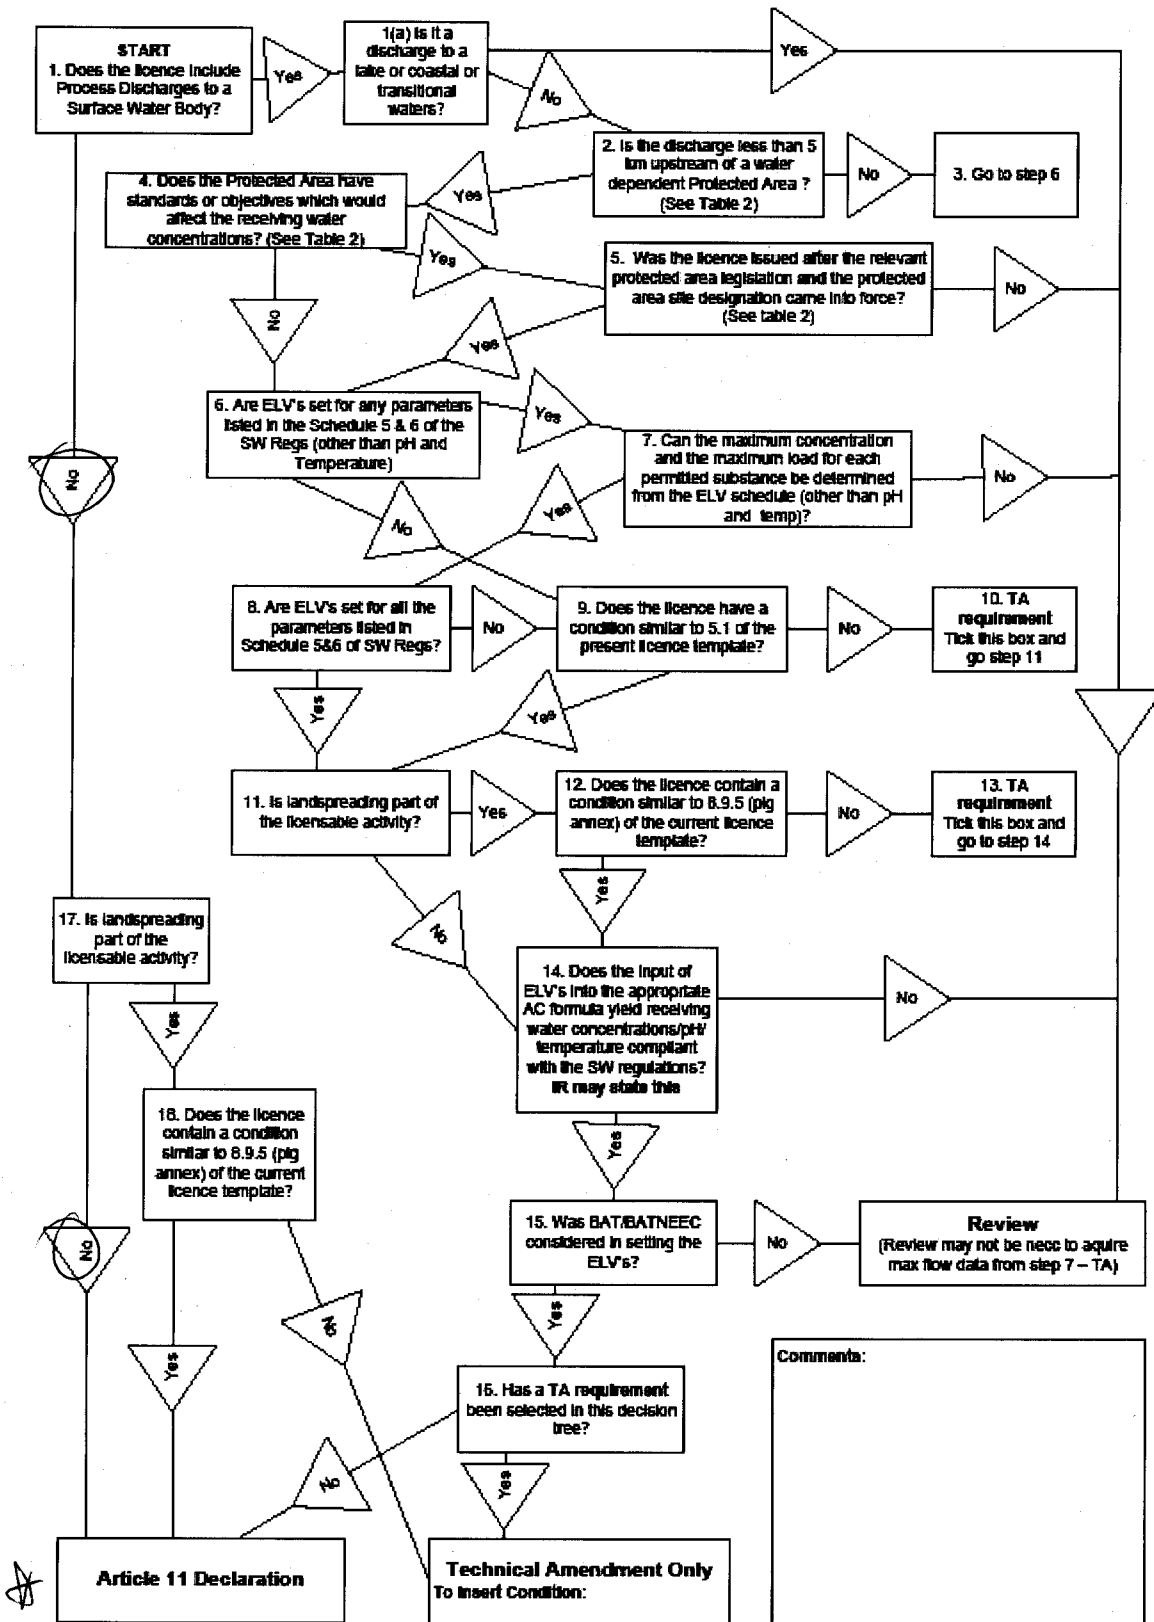 START
1. Does the licence include
Process Discharges to a
Surface Water Body?
Yes
1(a) Is it a
discharge to a
lake or coastal or
transitional
waters?
Yes
No
2. Is the discharge less than 5
km upstream of a water
dependent Protected Area ?
(See Table 2)
No
3. Go to step 6
Yes
4. Does the Protected Area have
standards or objectives which would
affect the receiving water
concentrations? (See Table 2)
Yes
No
5. Was the licence issued after the relevant
protected area legislation and the protected
area site designation came into force?
(See table 2)
No
Yes
6. Are ELV's set for any parameters
listed in the Schedule 5 & 6 of the
SW Regs (other than pH and
Temperature)
Yes
No
7. Can the maximum concentration
and the maximum load for each
permitted substance be determined
from the ELV schedule (other than pH
and temp)?
No
Yes
No
8. Are ELV's set for all the
parameters listed in
Schedule 5&6 of SW Regs?
No
Yes
9. Does the licence have a
condition similar to 5.1 of the
present licence template?
No
10. TA
requirement
Tick this box and
go step 11
Yes
11. Is landspreading part of
the licensable activity?
Yes
No
12. Does the licence contain a
condition similar to 6.9.5 (pig
annex) of the current licence
template?
No
13. TA
requirement
Tick this box and
go to step 14
Yes
17. Is landspreading
part of the
licensable activity?
Yes
No
14. Does the input of
ELV's into the appropriate
AC formula yield receiving
water concentrations/pH/
temperature compliant
with the SW regulations?
IR may state this
No
Yes
18. Does the licence
contain a condition
similar to 6.9.5 (pig
annex) of the current
licence template?
Yes
No
15. Was BAT/BATNEEC
considered in setting the
ELV's?
No
Yes
Review
(Review may not be necc to aquire
max flow data from step 7 – TA)
16. Has a TA requirement
been selected in this decision
tree?
No
Yes
Comments:
Article 11 Declaration
Technical Amendment Only
To Insert Condition: